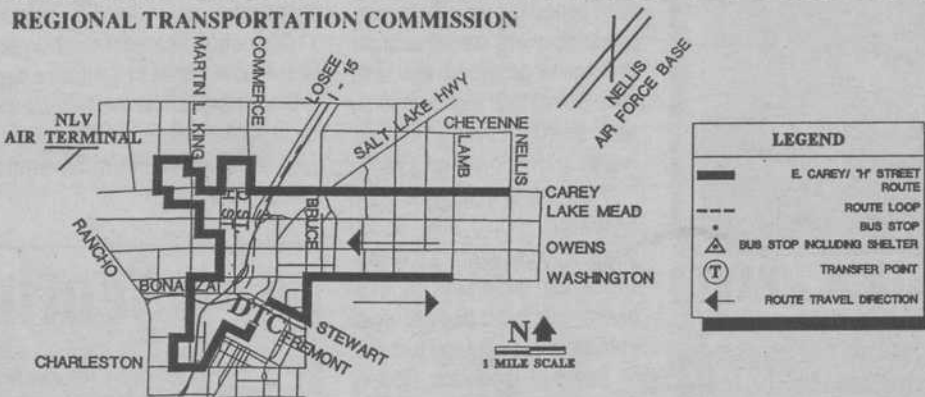 REGIONAL TRANSPORTATION COMMISSION
MARTIN L. KING
COMMERCE
LOSEE
I - 15
SALT LAKE HWY
NELLIS
AIR FORCE BASE
NLV
AIR TERMINAL
CHEYENNE
LAMB
NELLIS
CAREY
LAKE MEAD
OWENS
WASHINGTON
H ST
BRUCE
RANCHO
BONANZA
DTC
STEWART
FREMONT
CHARLESTON
N
1 MILE SCALE
LEGEND
E. CAREY/ "H" STREET
ROUTE
ROUTE LOOP
BUS STOP
BUS STOP INCLUDING SHELTER
T TRANSFER POINT
ROUTE TRAVEL DIRECTION